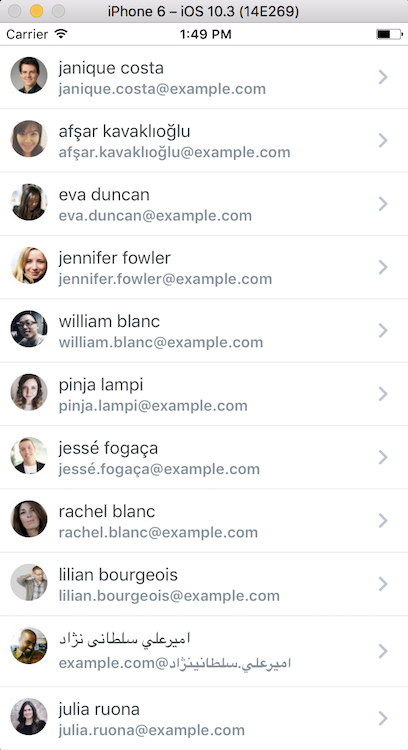 iPhone 6 – iOS 10.3 (14E269)
Carrier 1:49 PM
janique costa
janique.costa@example.com
afşar kavaklıoğlu
afşar.kavaklıoğlu@example.com
eva duncan
eva.duncan@example.com
jennifer fowler
jennifer.fowler@example.com
william blanc
william.blanc@example.com
pinja lampi
pinja.lampi@example.com
jessé fogaça
jessé.fogaça@example.com
rachel blanc
rachel.blanc@example.com
lilian bourgeois
lilian.bourgeois@example.com
اميرعلي سلطانی نژاد
اميرعلي.سلطانینژاد@example.com
julia ruona
julia.ruona@example.com